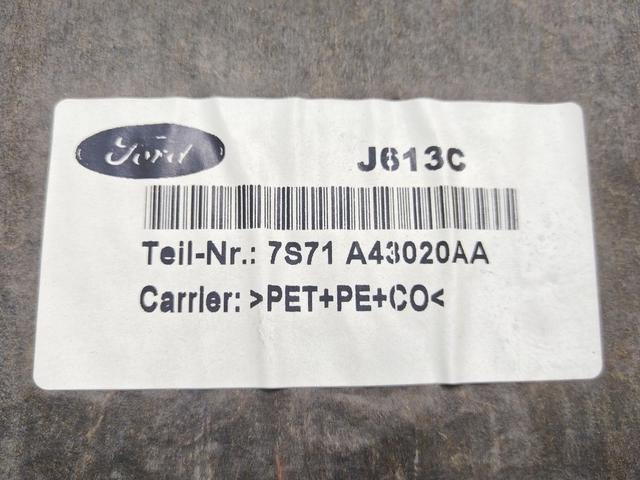 Ford J613C
Teil-Nr.: 7S71 A43020AA
Carrier: >PET+PE+CO<